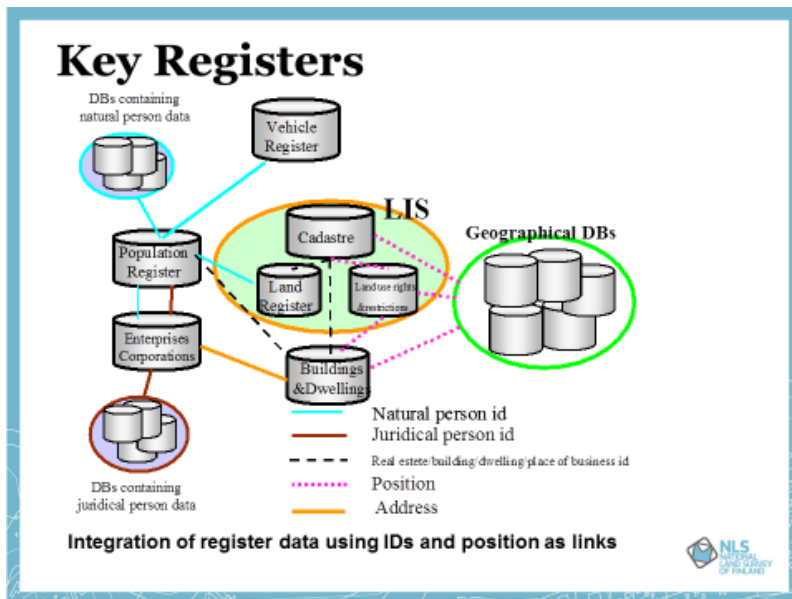 Key Registers
DBs containing
natural person data
Vehicle
Register
LIS
Cadastre
Geographical DBs
Population
Register
Land
Register
Land use rights
&restrictions
Enterprises
Corporations
Buildings
&Dwellings
Natural person id
Juridical person id
Real estete/building/dwelling/place of business id
Position
Address
DBs containing
juridical person data
Integration of register data using IDs and position as links
NLS
NATIONAL
LAND SURVEY
OF FINLAND